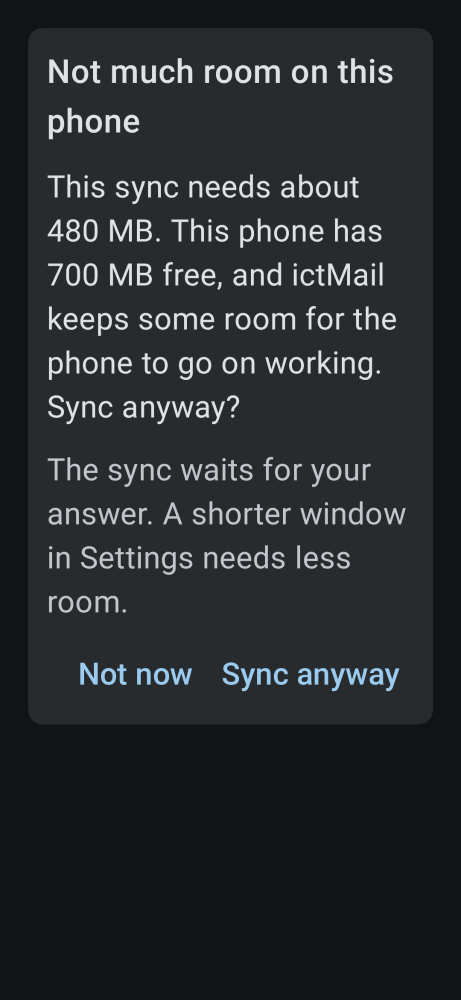 Not much room on this
phone
This sync needs about
480 MB. This phone has
700 MB free, and ictMail
keeps some room for the
phone to go on working.
Sync anyway?
The sync waits for your
answer. A shorter window
in Settings needs less
room.
Not now Sync anyway